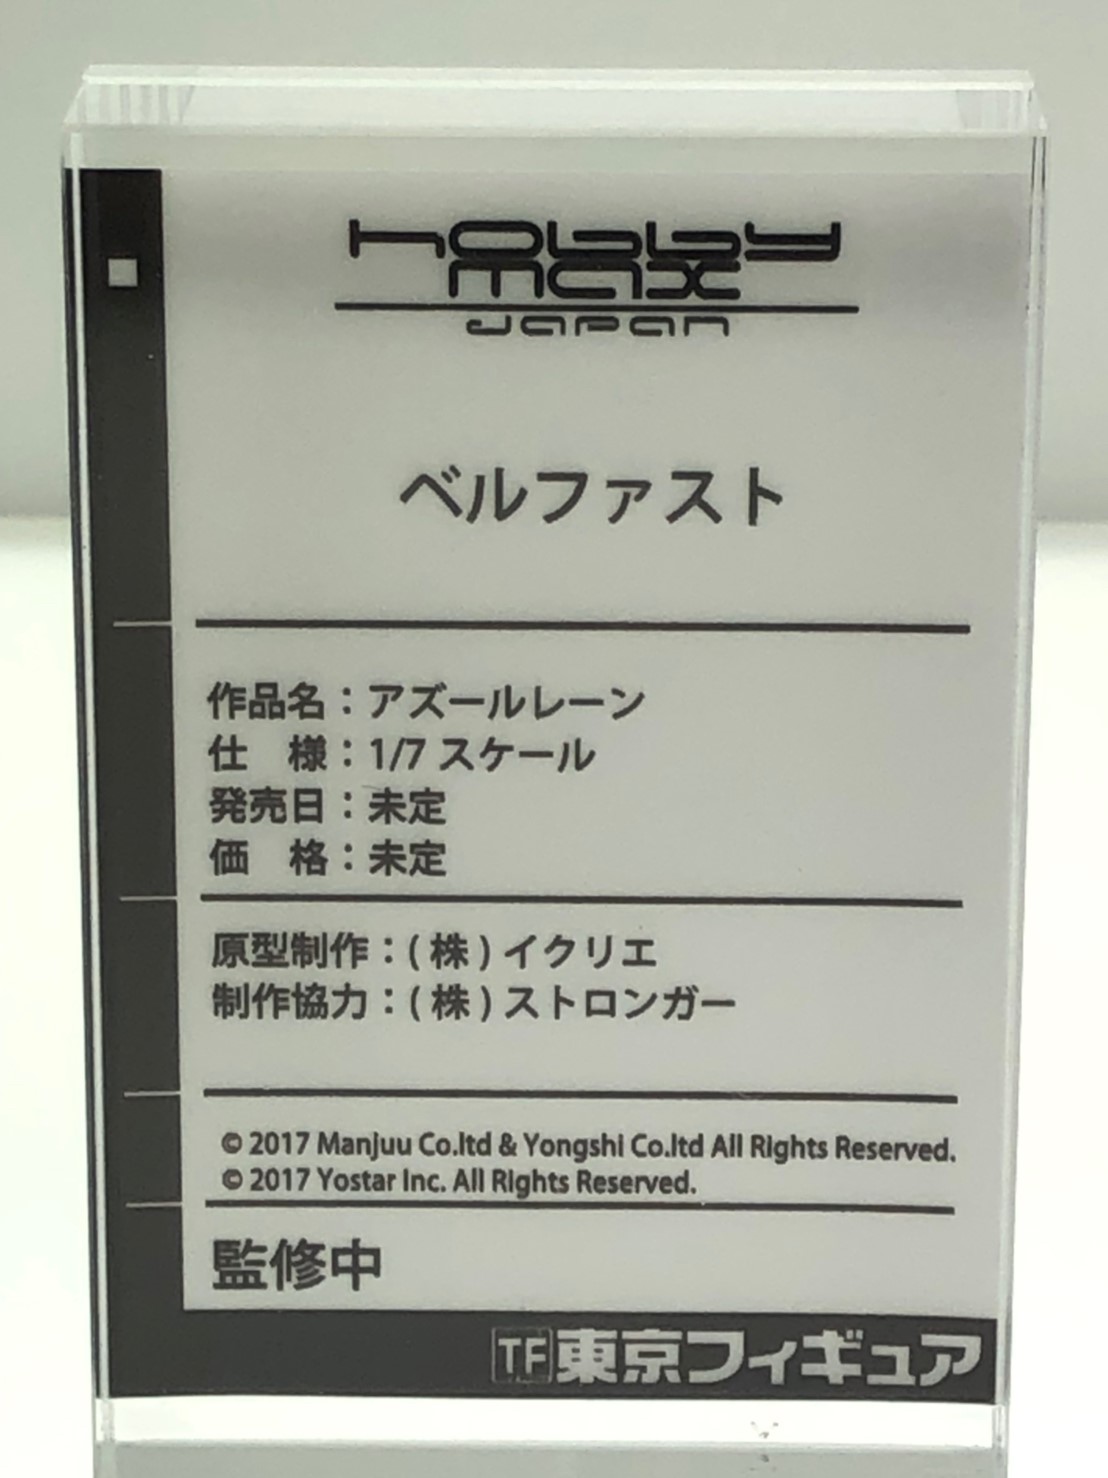 hobby
max
Japan
ベルファスト
作品名：アズールレーン
仕　様：1/7 スケール
発売日：未定
価　格：未定
原型制作：( 株 ) イクリエ
制作協力：( 株 ) ストロンガー
© 2017 Manjuu Co.ltd & Yongshi Co.ltd All Rights Reserved.
© 2017 Yostar Inc. All Rights Reserved.
監修中
TF東京フィギュア